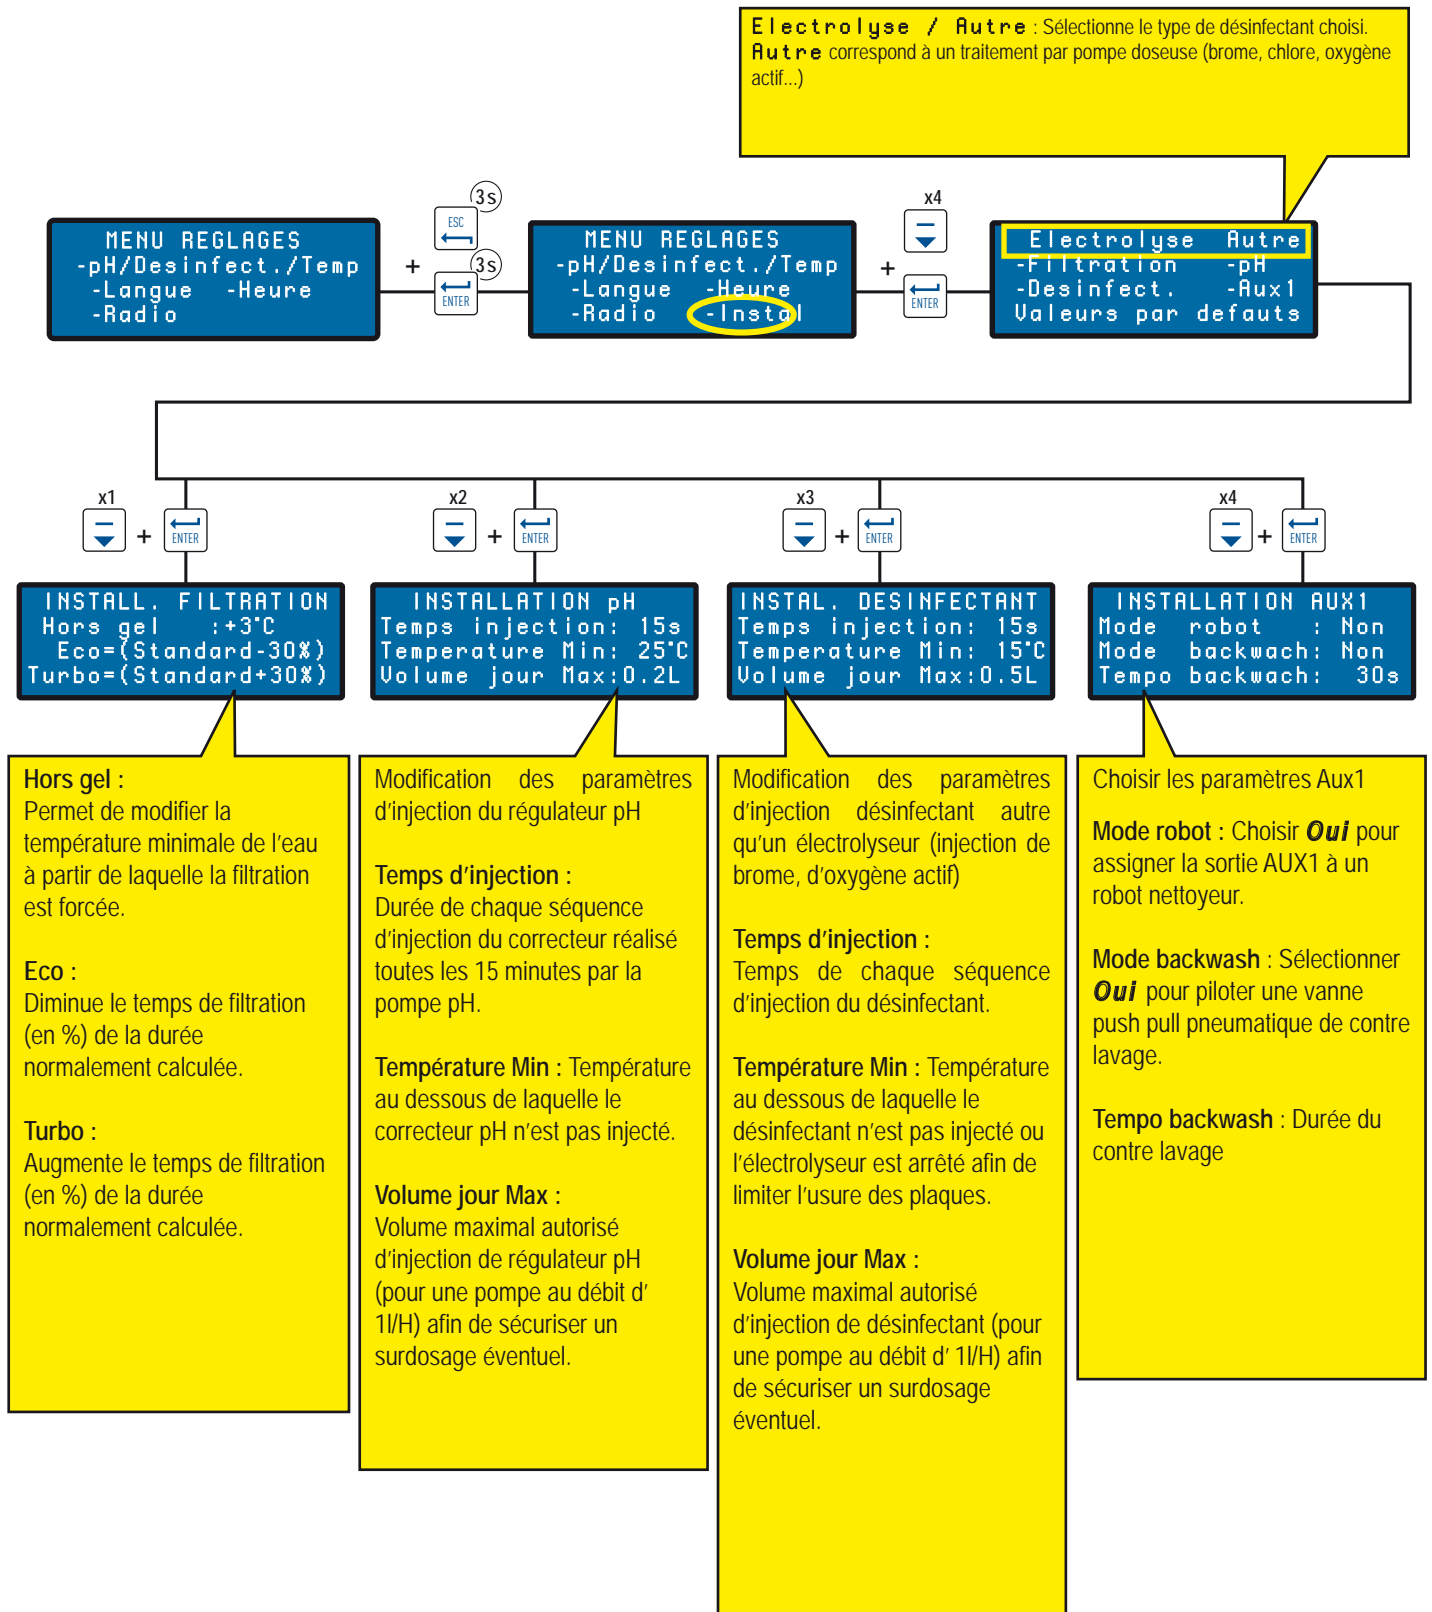 Electrolyse / Autre : Sélectionne le type de désinfectant choisi.
Autre correspond à un traitement par pompe doseuse (brome, chlore, oxygène
actif...)
MENU REGLAGES
-pH/Desinfect./Temp
-Langue -Heure
-Radio
+
ESC
3s
ENTER
3s
MENU REGLAGES
-pH/Desinfect./Temp
-Langue -Heure
-Radio -Instal
+
x4
ENTER
Electrolyse Autre
-Filtration -pH
-Desinfect. -Aux1
Valeurs par defauts
x1
+
ENTER
x2
+
ENTER
x3
+
ENTER
x4
+
ENTER
INSTALL. FILTRATION
Hors gel :+3°C
Eco=(Standard-30%)
Turbo=(Standard+30%)
Hors gel :
Permet de modifier la
température minimale de l'eau
à partir de laquelle la filtration
est forcée.
Eco :
Diminue le temps de filtration
(en %) de la durée
normalement calculée.
Turbo :
Augmente le temps de filtration
(en %) de la durée
normalement calculée.
INSTALLATION pH
Temps injection: 15s
Temperature Min: 25°C
Volume jour Max:0.2L
Modification des paramètres
d'injection du régulateur pH
Temps d'injection :
Durée de chaque séquence
d'injection du correcteur réalisé
toutes les 15 minutes par la
pompe pH.
Température Min : Température
au dessous de laquelle le
correcteur pH n'est pas injecté.
Volume jour Max :
Volume maximal autorisé
d'injection de régulateur pH
(pour une pompe au débit d'
1l/H) afin de sécuriser un
surdosage éventuel.
INSTAL. DESINFECTANT
Temps injection: 15s
Temperature Min: 15°C
Volume jour Max:0.5L
Modification des paramètres
d'injection désinfectant autre
qu'un électrolyseur (injection de
brome, d'oxygène actif)
Temps d'injection :
Temps de chaque séquence
d'injection du désinfectant.
Température Min : Température
au dessous de laquelle le
désinfectant n'est pas injecté ou
l'électrolyseur est arrêté afin de
limiter l'usure des plaques.
Volume jour Max :
Volume maximal autorisé
d'injection de désinfectant (pour
une pompe au débit d' 1l/H) afin
de sécuriser un surdosage
éventuel.
INSTALLATION AUX1
Mode robot : Non
Mode backwach: Non
Tempo backwach: 30s
Choisir les paramètres Aux1
Mode robot : Choisir Oui pour
assigner la sortie AUX1 à un
robot nettoyeur.
Mode backwash : Sélectionner
Oui pour piloter une vanne
push pull pneumatique de contre
lavage.
Tempo backwash : Durée du
contre lavage